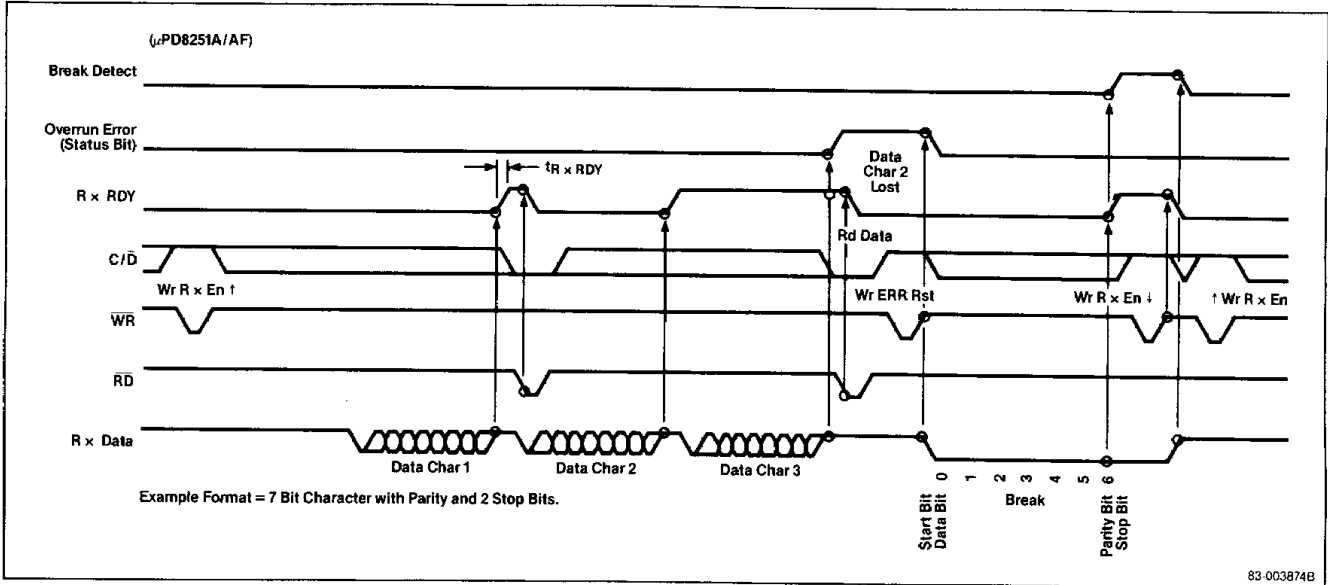 (μPD8251A/AF)
Break Detect
Overrun Error
(Status Bit)
tR x RDY
Data
Char 2
Lost
R x RDY
Rd Data
C/D̅
Wr R x En ↑
Wr ERR Rst
Wr R x En ↓
↑ Wr R x En
W̅R̅
R̅D̅
R x Data
Data Char 1
Data Char 2
Data Char 3
Start Bit
Data Bit 0
1
2
3
4
5
6
Break
Parity Bit
Stop Bit
Example Format = 7 Bit Character with Parity and 2 Stop Bits.
83-003874B